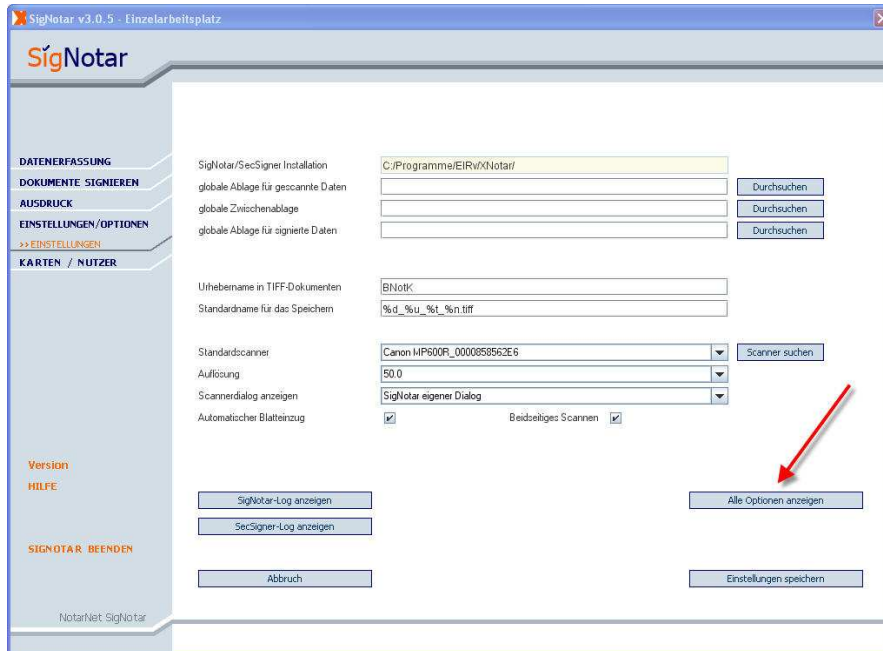 SigNotar v3.0.5 - Einzelarbeitsplatz
SigNotar
DATENERFASSUNG
DOKUMENTE SIGNIEREN
AUSDRUCK
EINSTELLUNGEN/OPTIONEN
>> EINSTELLUNGEN
KARTEN / NUTZER
Version
HILFE
SIGNOTAR BEENDEN
NotarNet SigNotar
SigNotar/SecSigner Installation C:/Programme/ElRv/XNotar/
globale Ablage für gescannte Daten Durchsuchen
globale Zwischenablage Durchsuchen
globale Ablage für signierte Daten Durchsuchen
Urhebername in TIFF-Dokumenten BNotK
Standardname für das Speichern %d_%u_%t_%n.tiff
Standardscanner Canon MP600R_0000858562E6 Scanner suchen
Auflösung 50.0
Scannerdialog anzeigen SigNotar eigener Dialog
Automatischer Blatteinzug Beidseitiges Scannen
SigNotar-Log anzeigen Alle Optionen anzeigen
SecSigner-Log anzeigen
Abbruch Einstellungen speichern